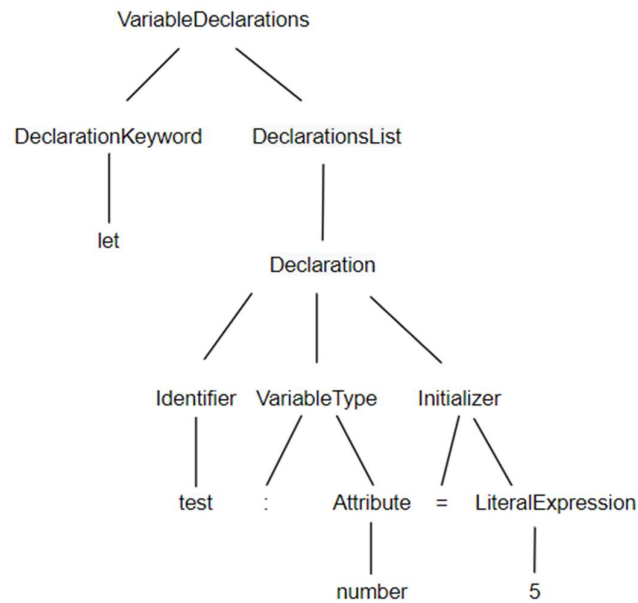 VariableDeclarations
DeclarationKeyword DeclarationsList
let
Declaration
Identifier VariableType Initializer
test : Attribute = LiteralExpression
number 5